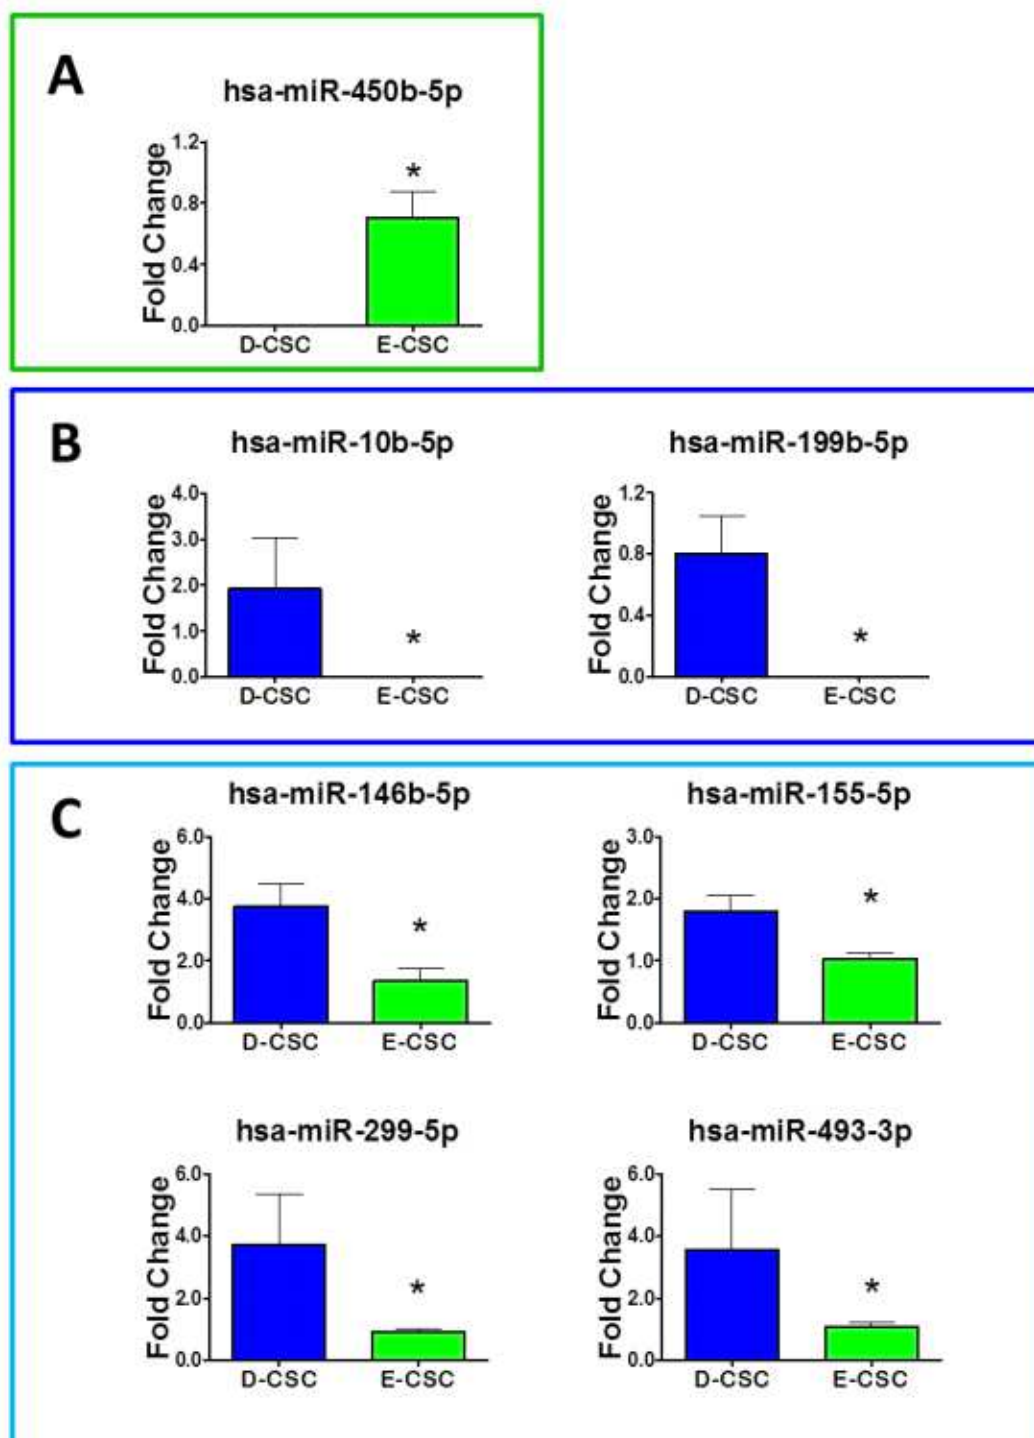 A
hsa-miR-450b-5p
Fold Change
1.2
0.8
0.4
0.0
*
D-CSC E-CSC
B
hsa-miR-10b-5p
Fold Change
4.0
3.0
2.0
1.0
0.0
*
D-CSC E-CSC
hsa-miR-199b-5p
Fold Change
1.2
0.8
0.4
0.0
*
D-CSC E-CSC
C
hsa-miR-146b-5p
Fold Change
6.0
4.0
2.0
0.0
*
D-CSC E-CSC
hsa-miR-155-5p
Fold Change
3.0
2.0
1.0
0.0
*
D-CSC E-CSC
hsa-miR-299-5p
Fold Change
6.0
4.0
2.0
0.0
*
D-CSC E-CSC
hsa-miR-493-3p
Fold Change
6.0
4.0
2.0
0.0
*
D-CSC E-CSC